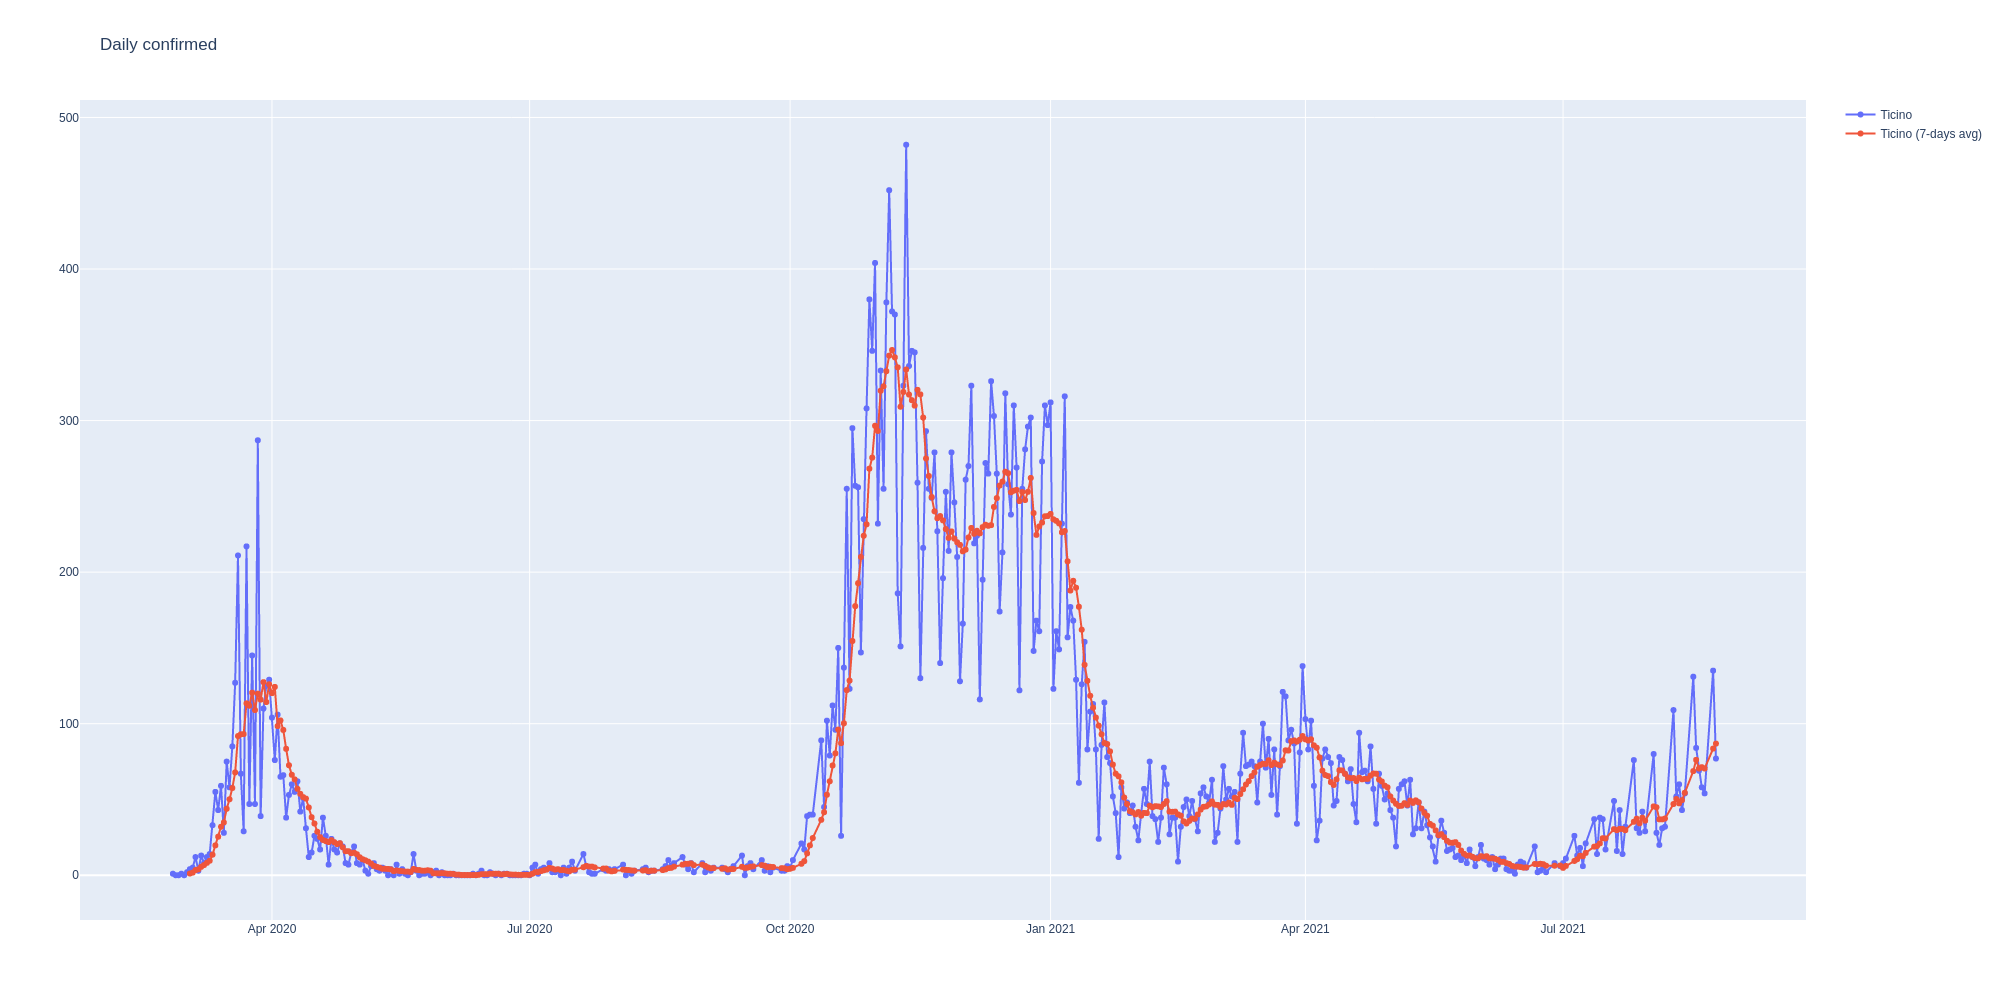 Daily confirmed
500
400
300
200
100
0
Apr 2020
Jul 2020
Oct 2020
Jan 2021
Apr 2021
Jul 2021
Ticino
Ticino (7-days avg)